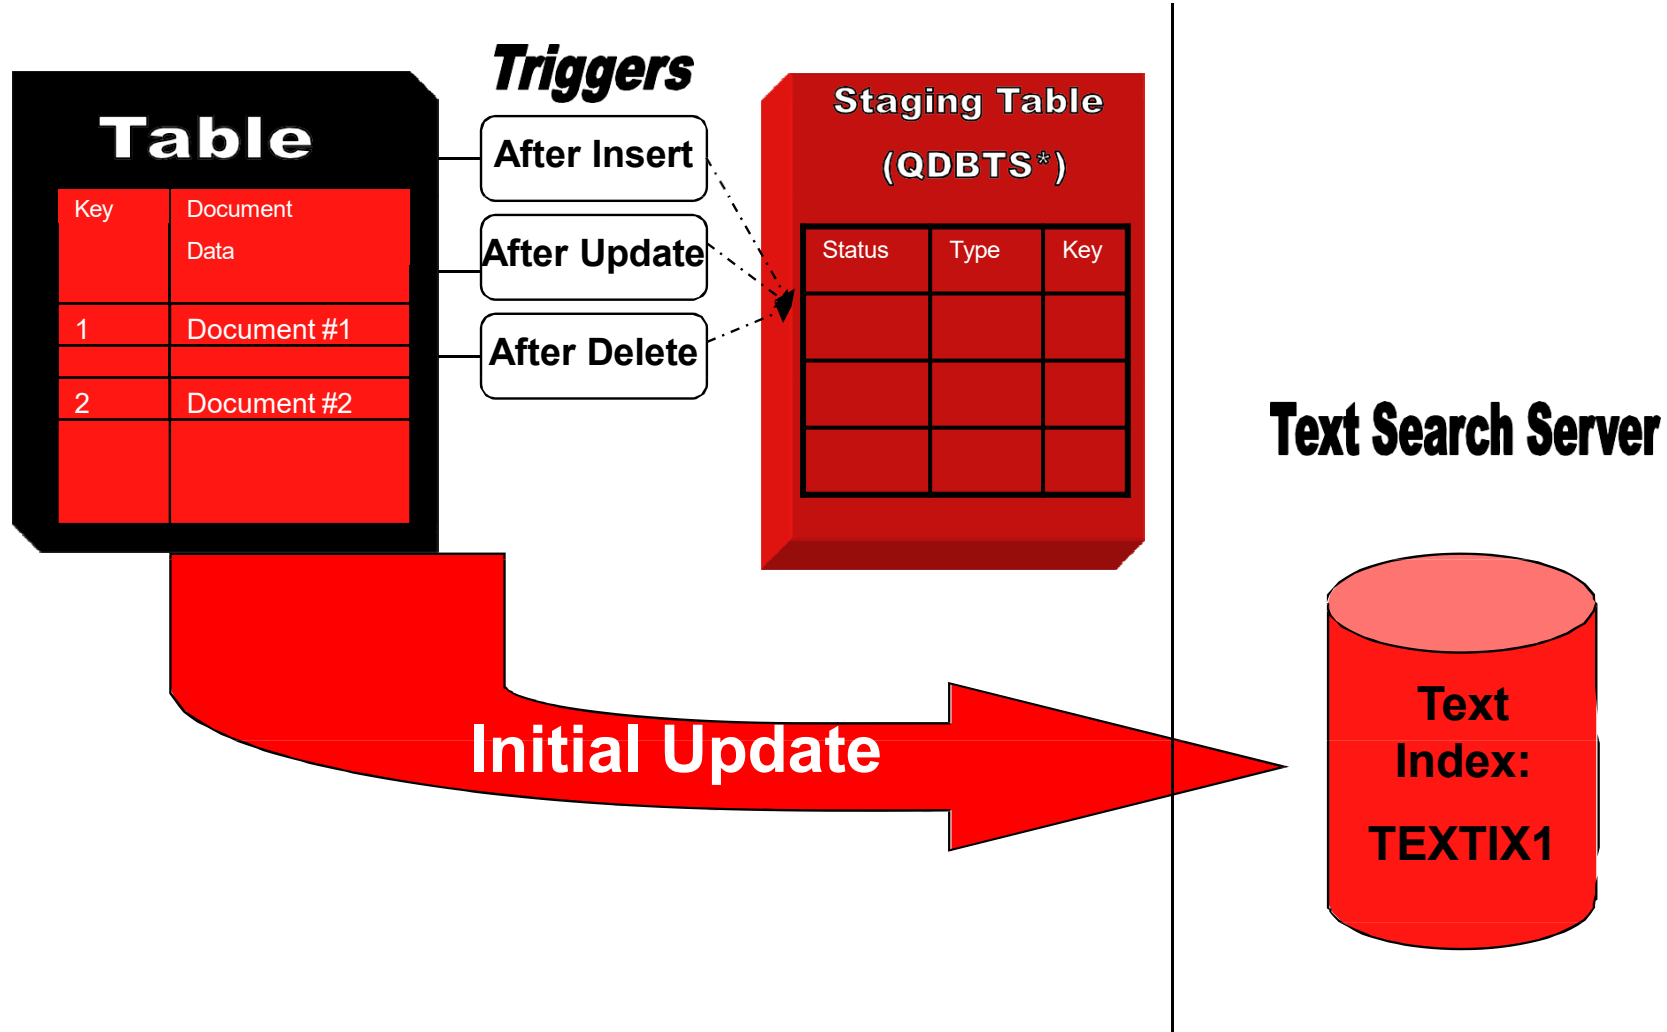 Table
Key
Document
Data
1
Document #1
2
Document #2
Triggers
After Insert
After Update
After Delete
Staging Table
(QDBTS*)
Status
Type
Key
Initial Update
Text Search Server
Text
Index:
TEXTIX1